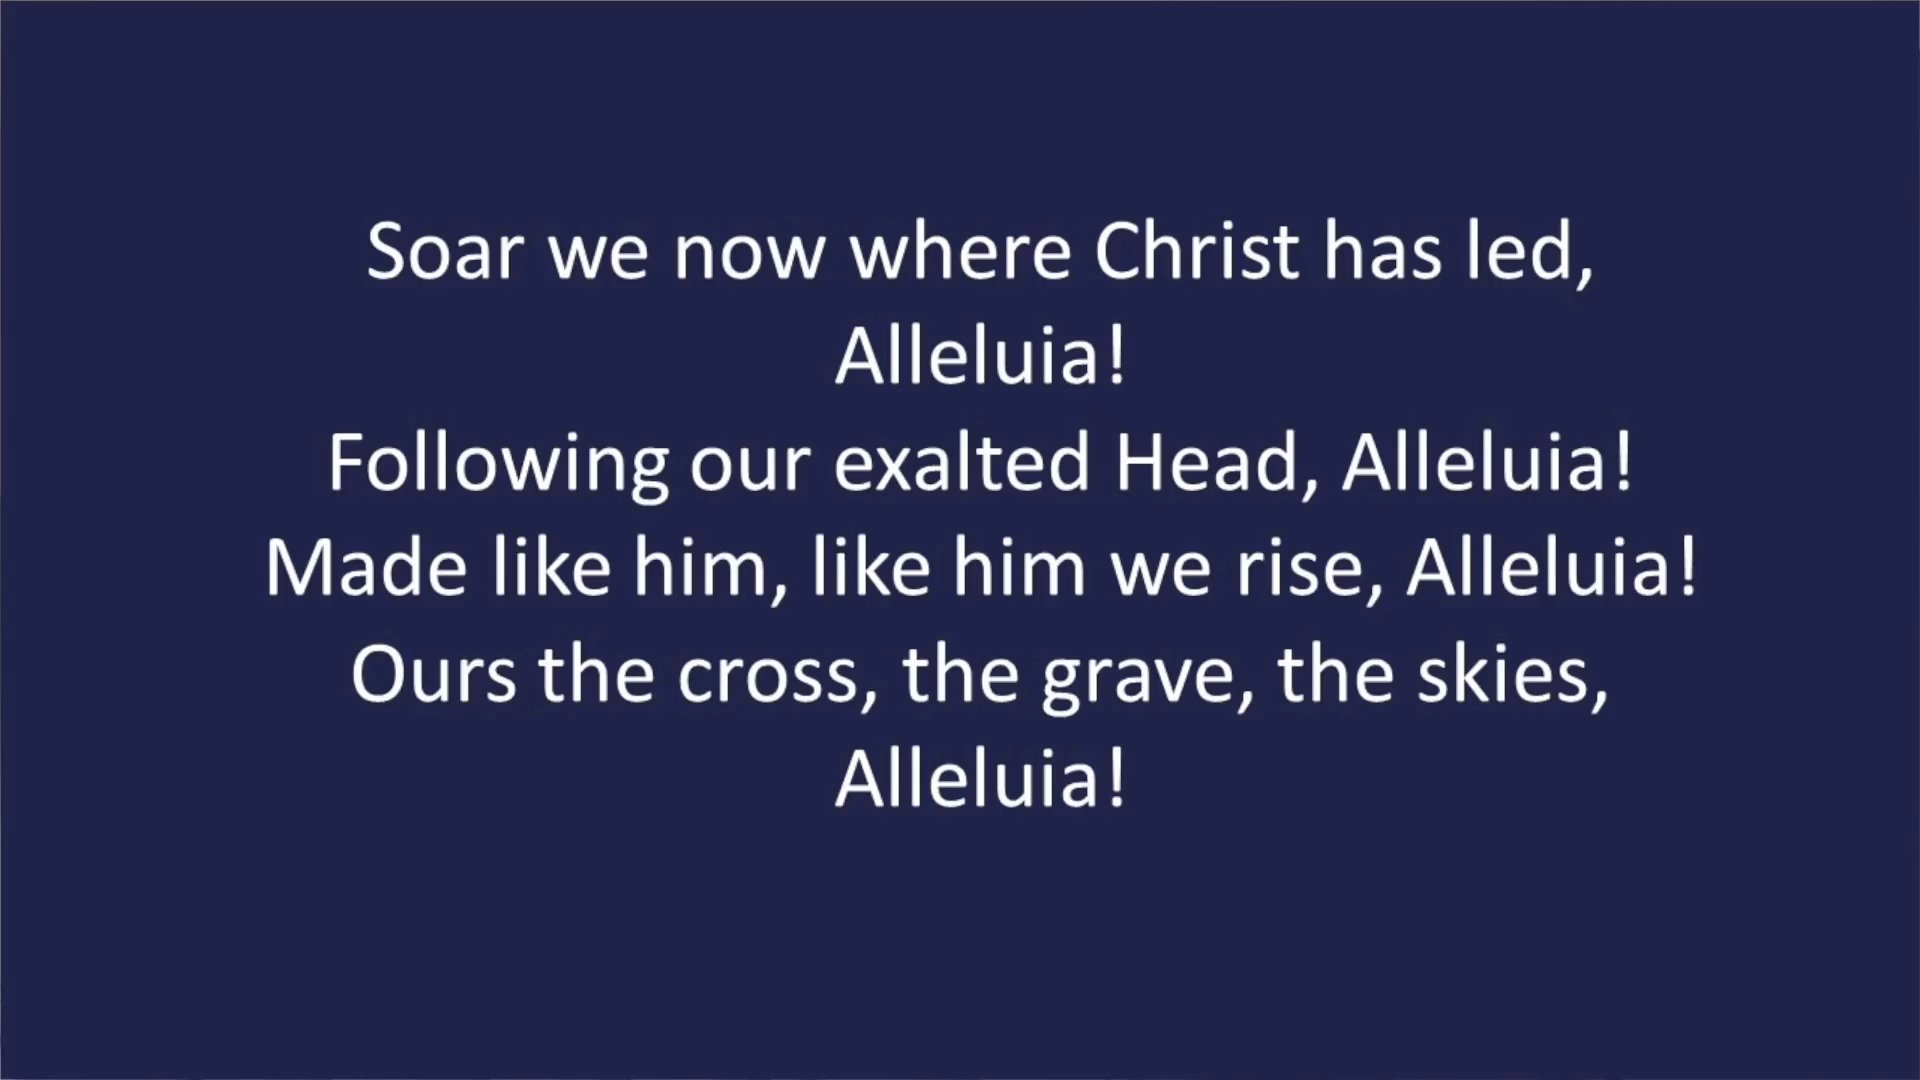 Soar we now where Christ has led,
Alleluia!
Following our exalted Head, Alleluia!
Made like him, like him we rise, Alleluia!
Ours the cross, the grave, the skies,
Alleluia!